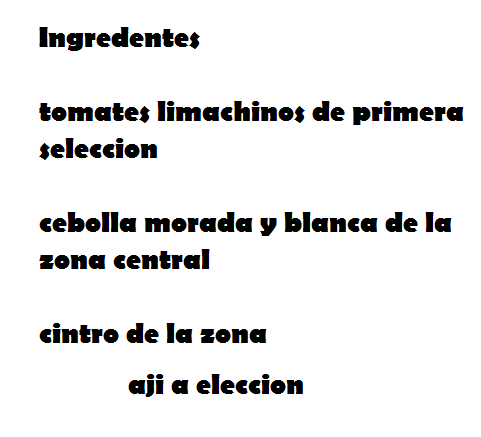 Ingredentes
tomates limachinos de primera
seleccion
cebolla morada y blanca de la
zona central
cintro de la zona
aji a eleccion